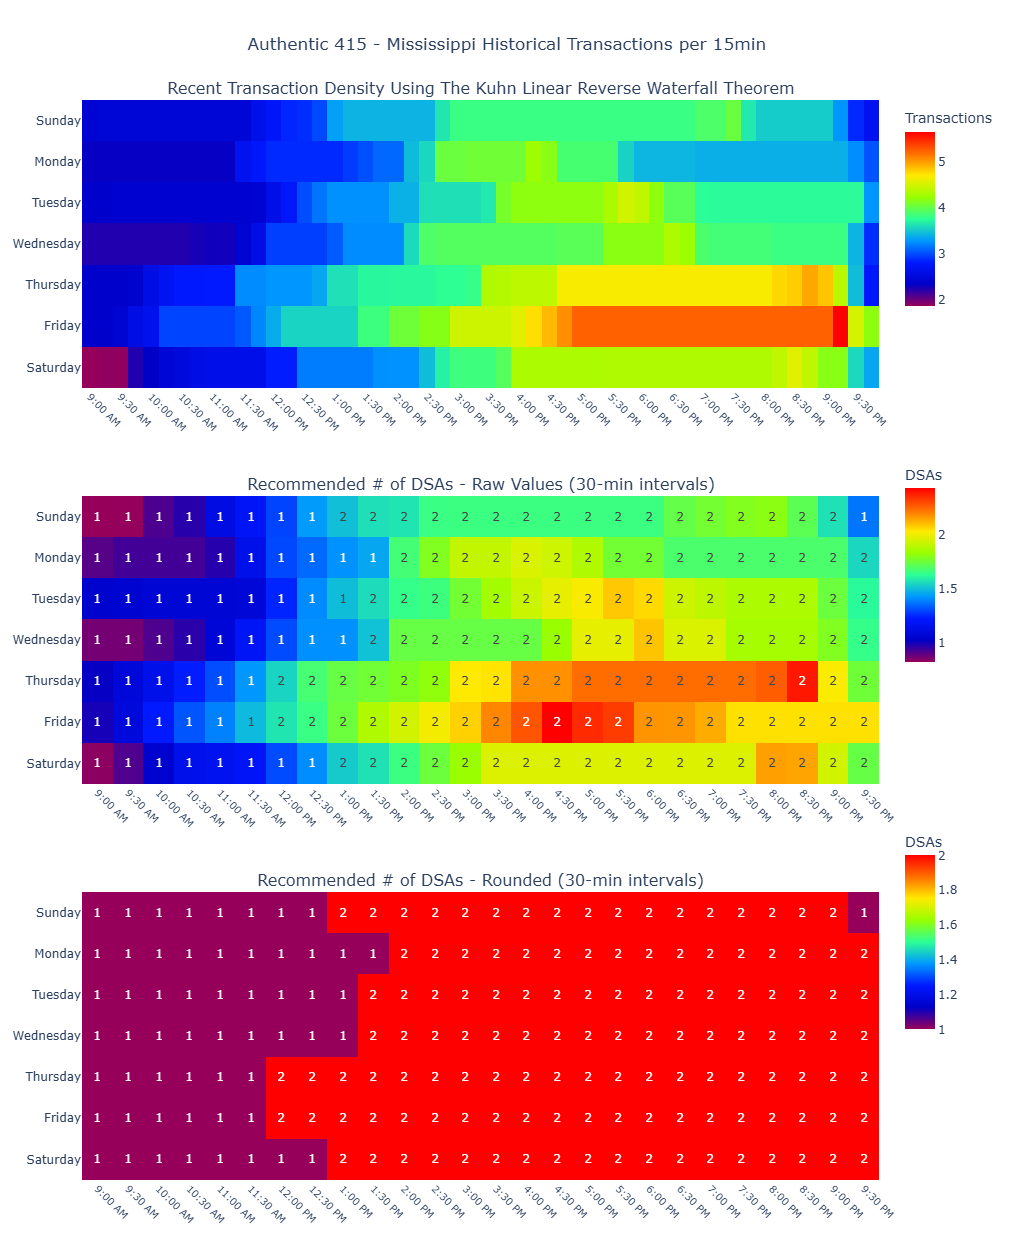 Authentic 415 - Mississippi Historical Transactions per 15min
Recent Transaction Density Using The Kuhn Linear Reverse Waterfall Theorem
Sunday
Monday
Tuesday
Wednesday
Thursday
Friday
Saturday
9:00 AM 9:30 AM 10:00 AM 10:30 AM 11:00 AM 11:30 AM 12:00 PM 12:30 PM 1:00 PM 1:30 PM 2:00 PM 2:30 PM 3:00 PM 3:30 PM 4:00 PM 4:30 PM 5:00 PM 5:30 PM 6:00 PM 6:30 PM 7:00 PM 7:30 PM 8:00 PM 8:30 PM 9:00 PM 9:30 PM
Transactions
5
4
3
2
Recommended # of DSAs - Raw Values (30-min intervals)
Sunday 1 1 1 1 1 1 1 1 2 2 2 2 2 2 2 2 2 2 2 2 2 2 2 2 2 1
Monday 1 1 1 1 1 1 1 1 1 1 2 2 2 2 2 2 2 2 2 2 2 2 2 2 2 2
Tuesday 1 1 1 1 1 1 1 1 1 2 2 2 2 2 2 2 2 2 2 2 2 2 2 2 2 2
Wednesday 1 1 1 1 1 1 1 1 1 2 2 2 2 2 2 2 2 2 2 2 2 2 2 2 2 2
Thursday 1 1 1 1 1 1 2 2 2 2 2 2 2 2 2 2 2 2 2 2 2 2 2 2 2 2
Friday 1 1 1 1 1 1 2 2 2 2 2 2 2 2 2 2 2 2 2 2 2 2 2 2 2 2
Saturday 1 1 1 1 1 1 1 1 2 2 2 2 2 2 2 2 2 2 2 2 2 2 2 2 2 2
9:00 AM 9:30 AM 10:00 AM 10:30 AM 11:00 AM 11:30 AM 12:00 PM 12:30 PM 1:00 PM 1:30 PM 2:00 PM 2:30 PM 3:00 PM 3:30 PM 4:00 PM 4:30 PM 5:00 PM 5:30 PM 6:00 PM 6:30 PM 7:00 PM 7:30 PM 8:00 PM 8:30 PM 9:00 PM 9:30 PM
DSAs
2
1.5
1
Recommended # of DSAs - Rounded (30-min intervals)
Sunday 1 1 1 1 1 1 1 1 2 2 2 2 2 2 2 2 2 2 2 2 2 2 2 2 2 1
Monday 1 1 1 1 1 1 1 1 1 1 2 2 2 2 2 2 2 2 2 2 2 2 2 2 2 2
Tuesday 1 1 1 1 1 1 1 1 1 2 2 2 2 2 2 2 2 2 2 2 2 2 2 2 2 2
Wednesday 1 1 1 1 1 1 1 1 1 2 2 2 2 2 2 2 2 2 2 2 2 2 2 2 2 2
Thursday 1 1 1 1 1 1 2 2 2 2 2 2 2 2 2 2 2 2 2 2 2 2 2 2 2 2
Friday 1 1 1 1 1 1 2 2 2 2 2 2 2 2 2 2 2 2 2 2 2 2 2 2 2 2
Saturday 1 1 1 1 1 1 1 1 2 2 2 2 2 2 2 2 2 2 2 2 2 2 2 2 2 2
9:00 AM 9:30 AM 10:00 AM 10:30 AM 11:00 AM 11:30 AM 12:00 PM 12:30 PM 1:00 PM 1:30 PM 2:00 PM 2:30 PM 3:00 PM 3:30 PM 4:00 PM 4:30 PM 5:00 PM 5:30 PM 6:00 PM 6:30 PM 7:00 PM 7:30 PM 8:00 PM 8:30 PM 9:00 PM 9:30 PM
DSAs
2
1.8
1.6
1.4
1.2
1